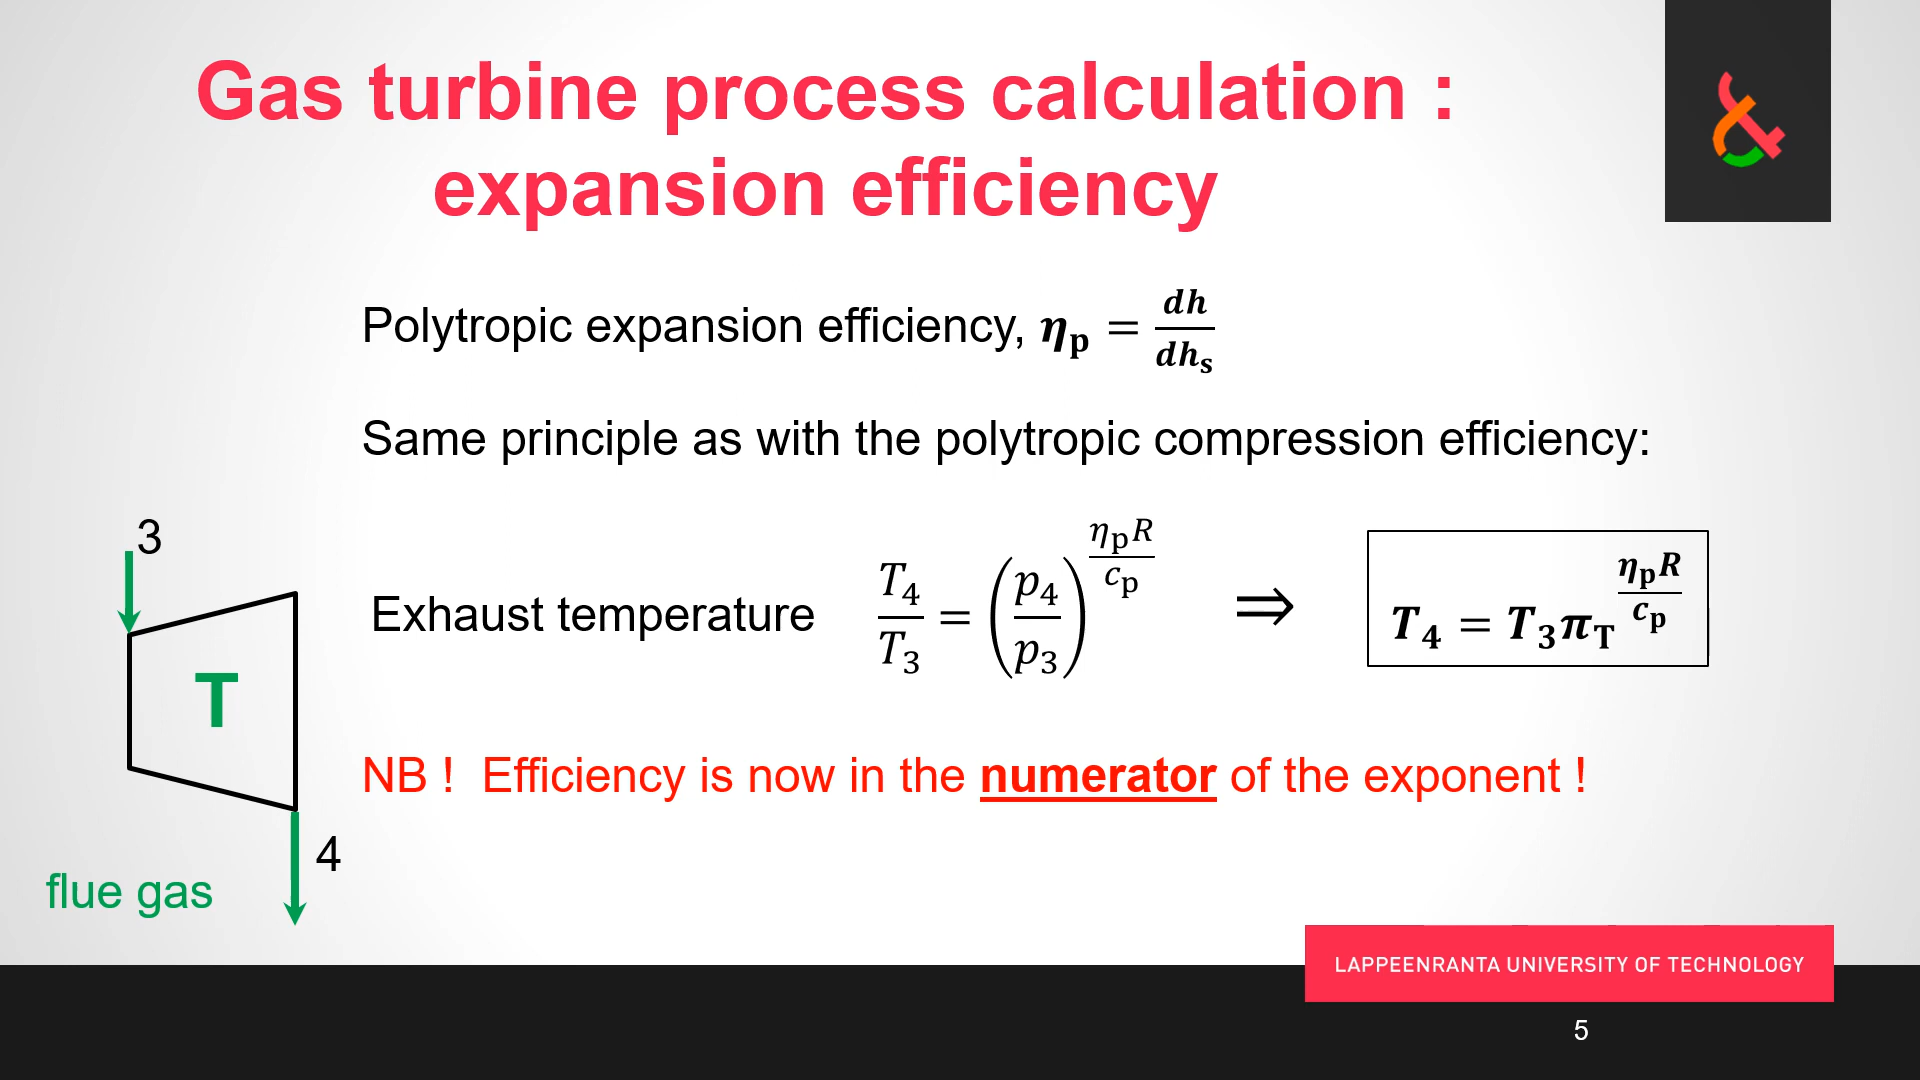 Gas turbine process calculation :
expansion efficiency
Polytropic expansion efficiency, 𝜼ₚ = 𝒅𝒉/𝒅𝒉ₛ
Same principle as with the polytropic compression efficiency:
3
T
4
flue gas
Exhaust temperature T₄/T₃ = (p₄/p₃)^(ηₚR/cₚ) ⇒ T₄ = T₃π_T^(ηₚR/cₚ)
NB ! Efficiency is now in the numerator of the exponent !
LAPPEENRANTA UNIVERSITY OF TECHNOLOGY
5